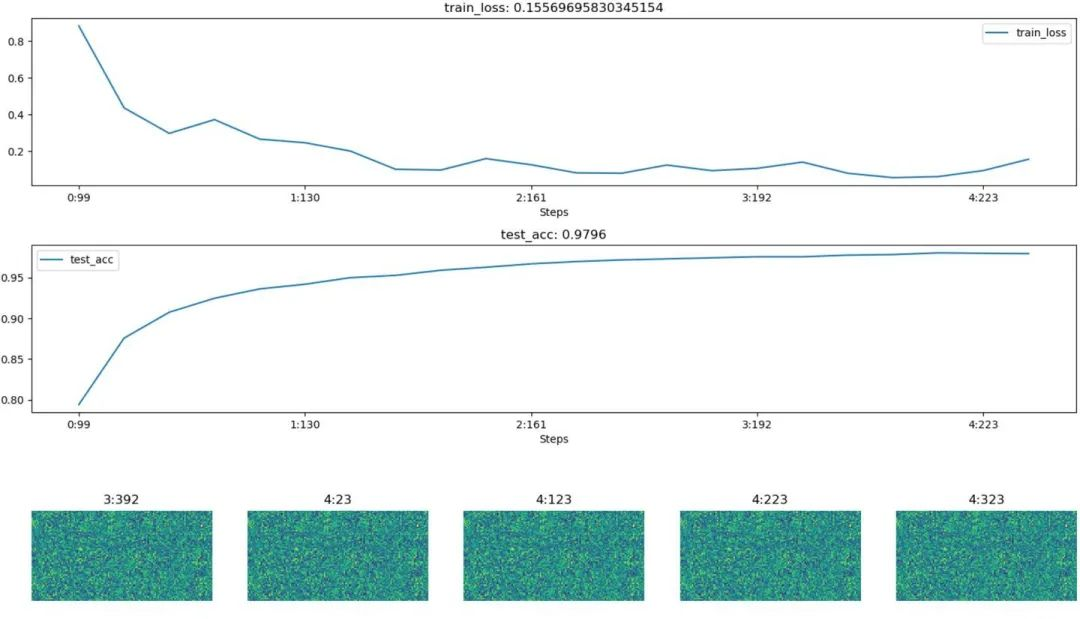 train_loss: 0.15569695830345154
train_loss
0.8
0.6
0.4
0.2
0:99 1:130 2:161 3:192 4:223
Steps
test_acc: 0.9796
test_acc
0.95
0.90
0.85
0.80
0:99 1:130 2:161 3:192 4:223
Steps
3:392 4:23 4:123 4:223 4:323